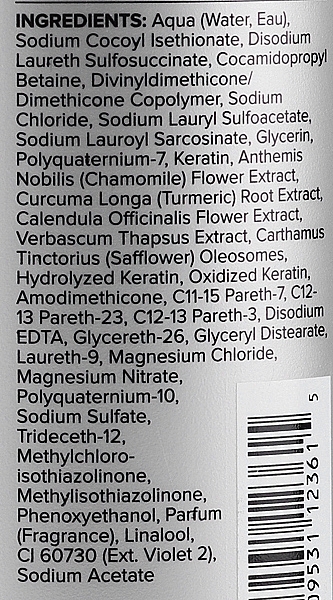 INGREDIENTS: Aqua (Water, Eau),
Sodium Cocoyl Isethionate, Disodium
Laureth Sulfosuccinate, Cocamidopropyl
Betaine, Divinyldimethicone/
Dimethicone Copolymer, Sodium
Chloride, Sodium Lauryl Sulfoacetate,
Sodium Lauroyl Sarcosinate, Glycerin,
Polyquaternium-7, Keratin, Anthemis
Nobilis (Chamomile) Flower Extract,
Curcuma Longa (Turmeric) Root Extract,
Calendula Officinalis Flower Extract,
Verbascum Thapsus Extract, Carthamus
Tinctorius (Safflower) Oleosomes,
Hydrolyzed Keratin, Oxidized Keratin,
Amodimethicone, C11-15 Pareth-7, C12-
13 Pareth-23, C12-13 Pareth-3, Disodium
EDTA, Glycereth-26, Glyceryl Distearate,
Laureth-9, Magnesium Chloride,
Magnesium Nitrate,
Polyquaternium-10,
Sodium Sulfate,
Trideceth-12,
Methylchloro-
isothiazolinone,
Methylisothiazolinone,
Phenoxyethanol, Parfum
(Fragrance), Linalool,
CI 60730 (Ext. Violet 2),
Sodium Acetate
09531 12361 5